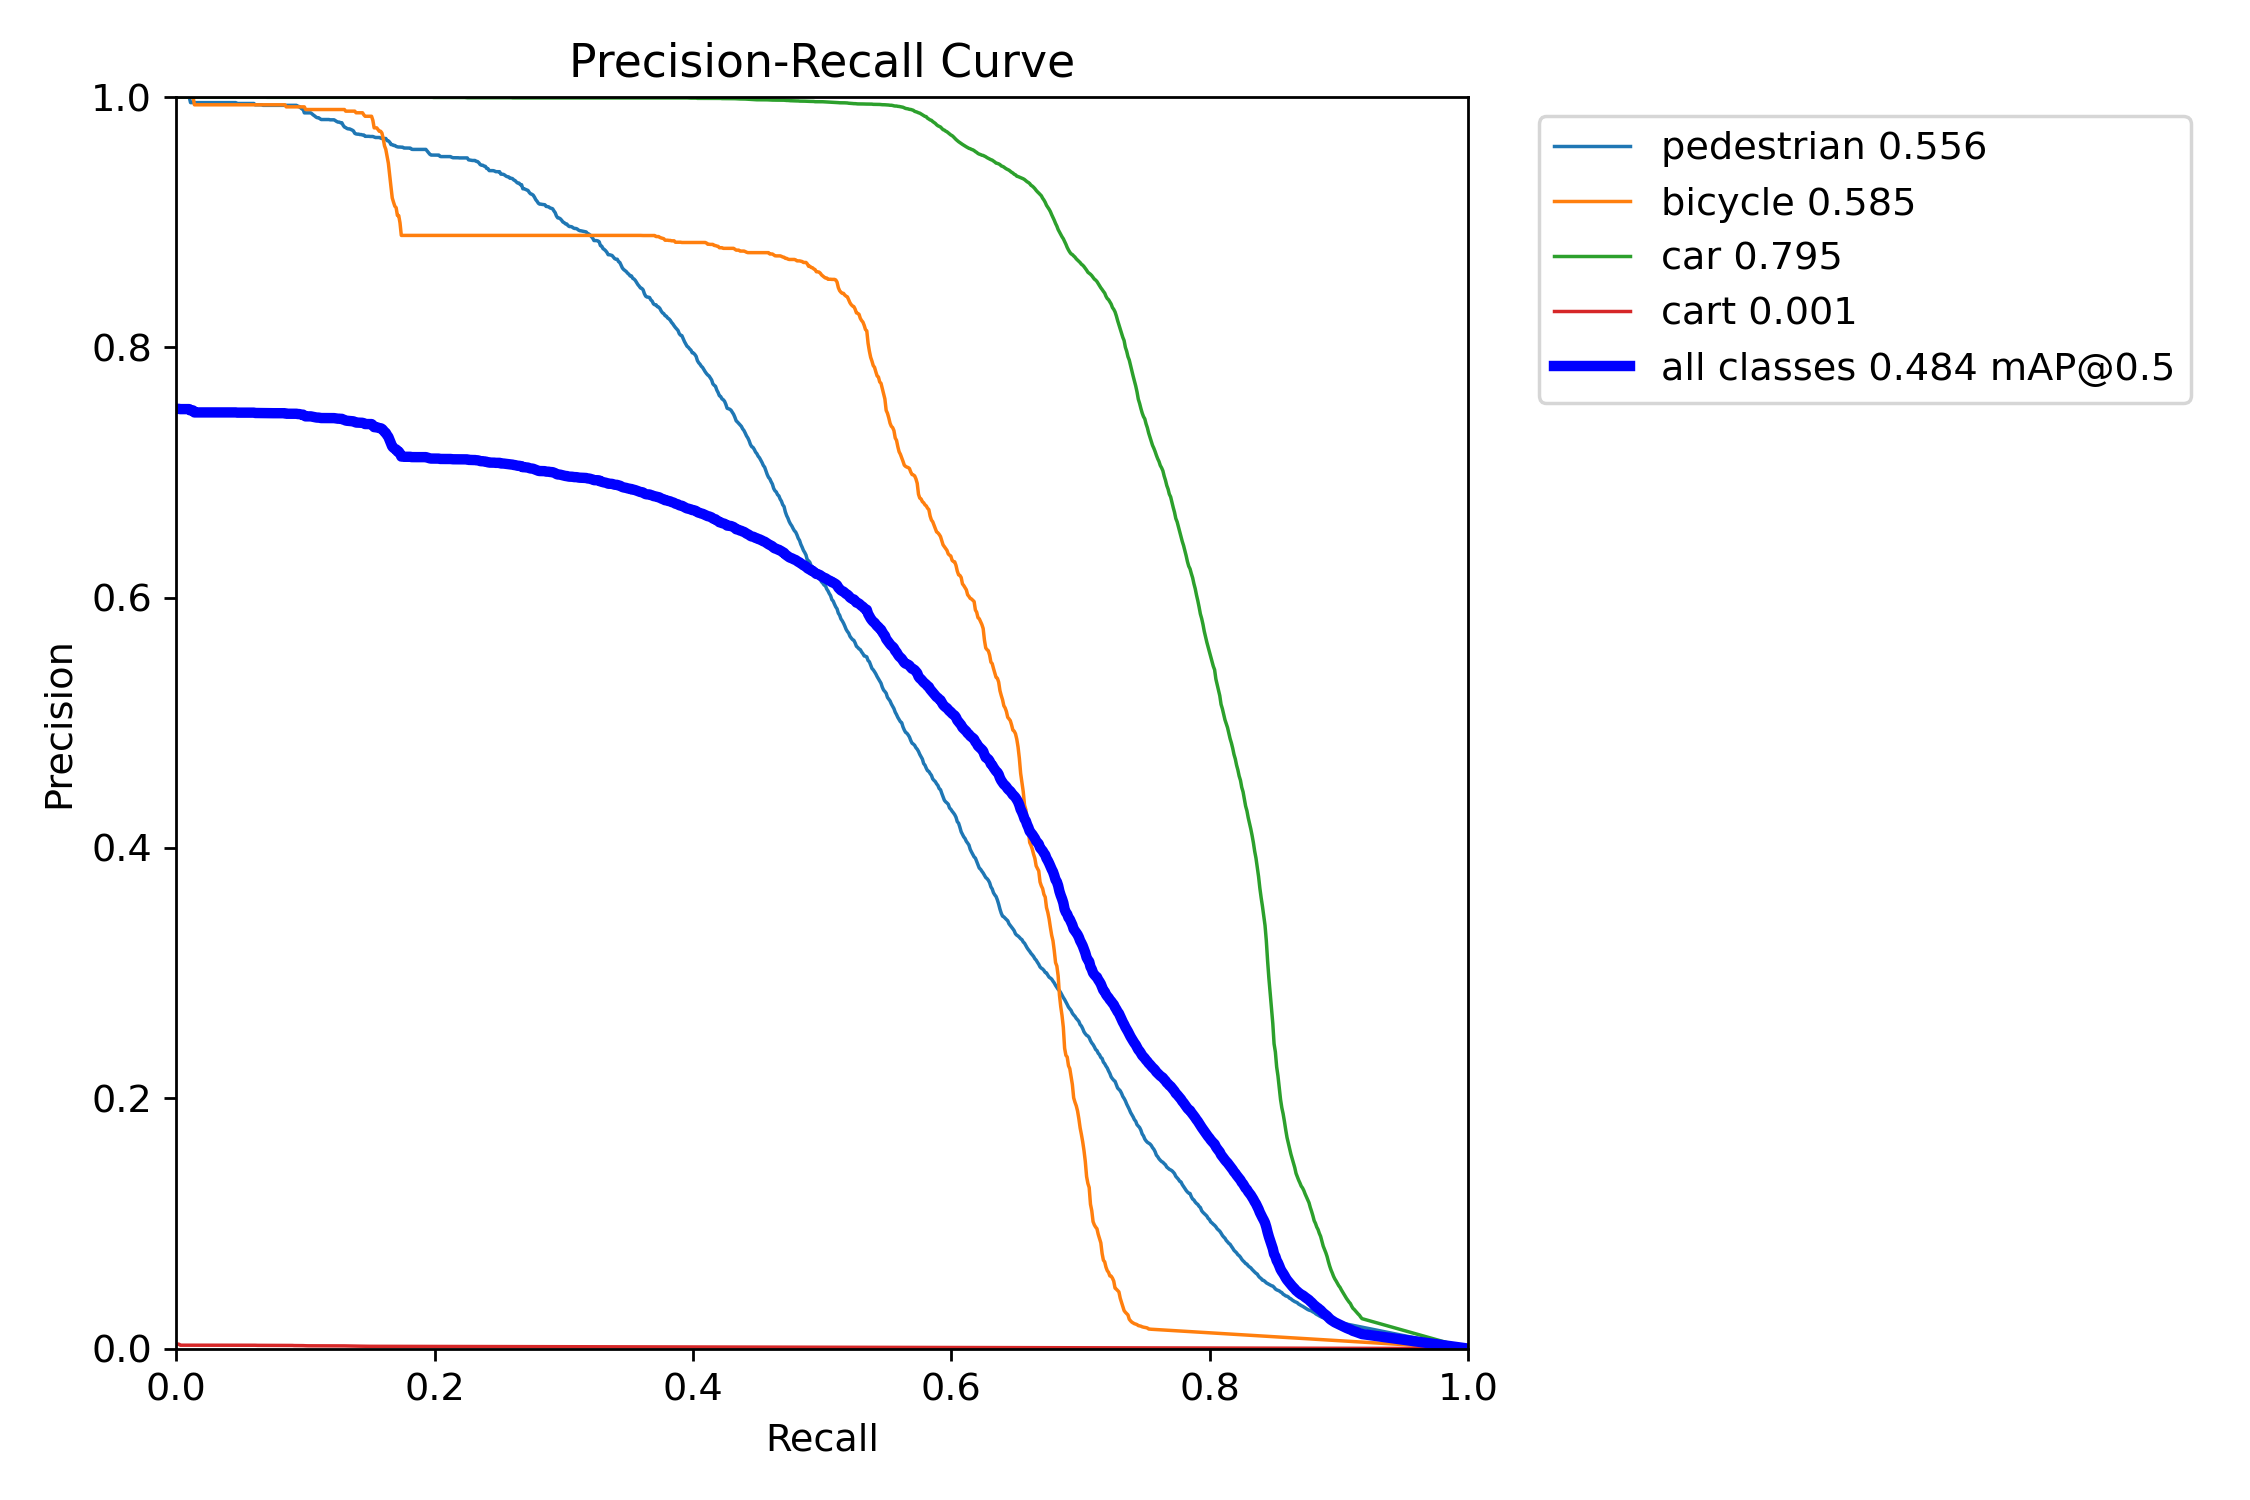 Precision-Recall Curve
1.0
0.8
0.6
0.4
0.2
0.0
Precision
0.0 0.2 0.4 0.6 0.8 1.0
Recall
pedestrian 0.556
bicycle 0.585
car 0.795
cart 0.001
all classes 0.484 mAP@0.5